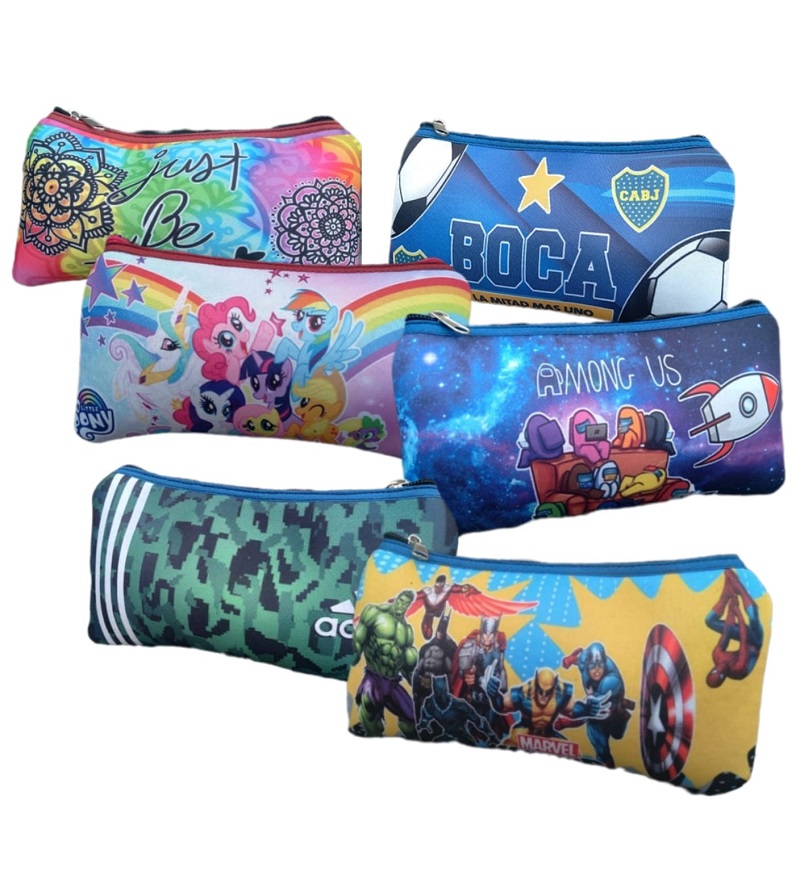 just
Be
BOCA
LA MITAD MAS UNO
CABJ
AMONG US
LITTLE
PONY
MARVEL